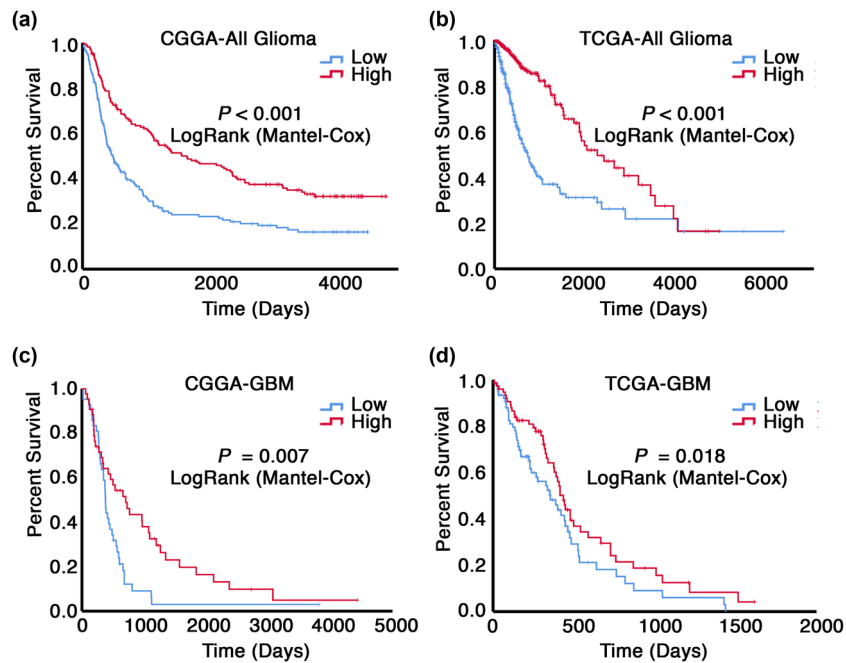 (a)
CGGA-All Glioma
Low
High
P < 0.001
LogRank (Mantel-Cox)
Percent Survival
1.0
0.8
0.6
0.4
0.2
0.0
0
2000
4000
Time (Days)
(b)
TCGA-All Glioma
Low
High
P < 0.001
LogRank (Mantel-Cox)
Percent Survival
1.0
0.8
0.6
0.4
0.2
0.0
0
2000
4000
6000
Time (Days)
(c)
CGGA-GBM
Low
High
P = 0.007
LogRank (Mantel-Cox)
Percent Survival
1.0
0.8
0.6
0.4
0.2
0.0
0
1000
2000
3000
4000
5000
Time (Days)
(d)
TCGA-GBM
Low
High
P = 0.018
LogRank (Mantel-Cox)
Percent Survival
1.0
0.8
0.6
0.4
0.2
0.0
0
500
1000
1500
2000
Time (Days)